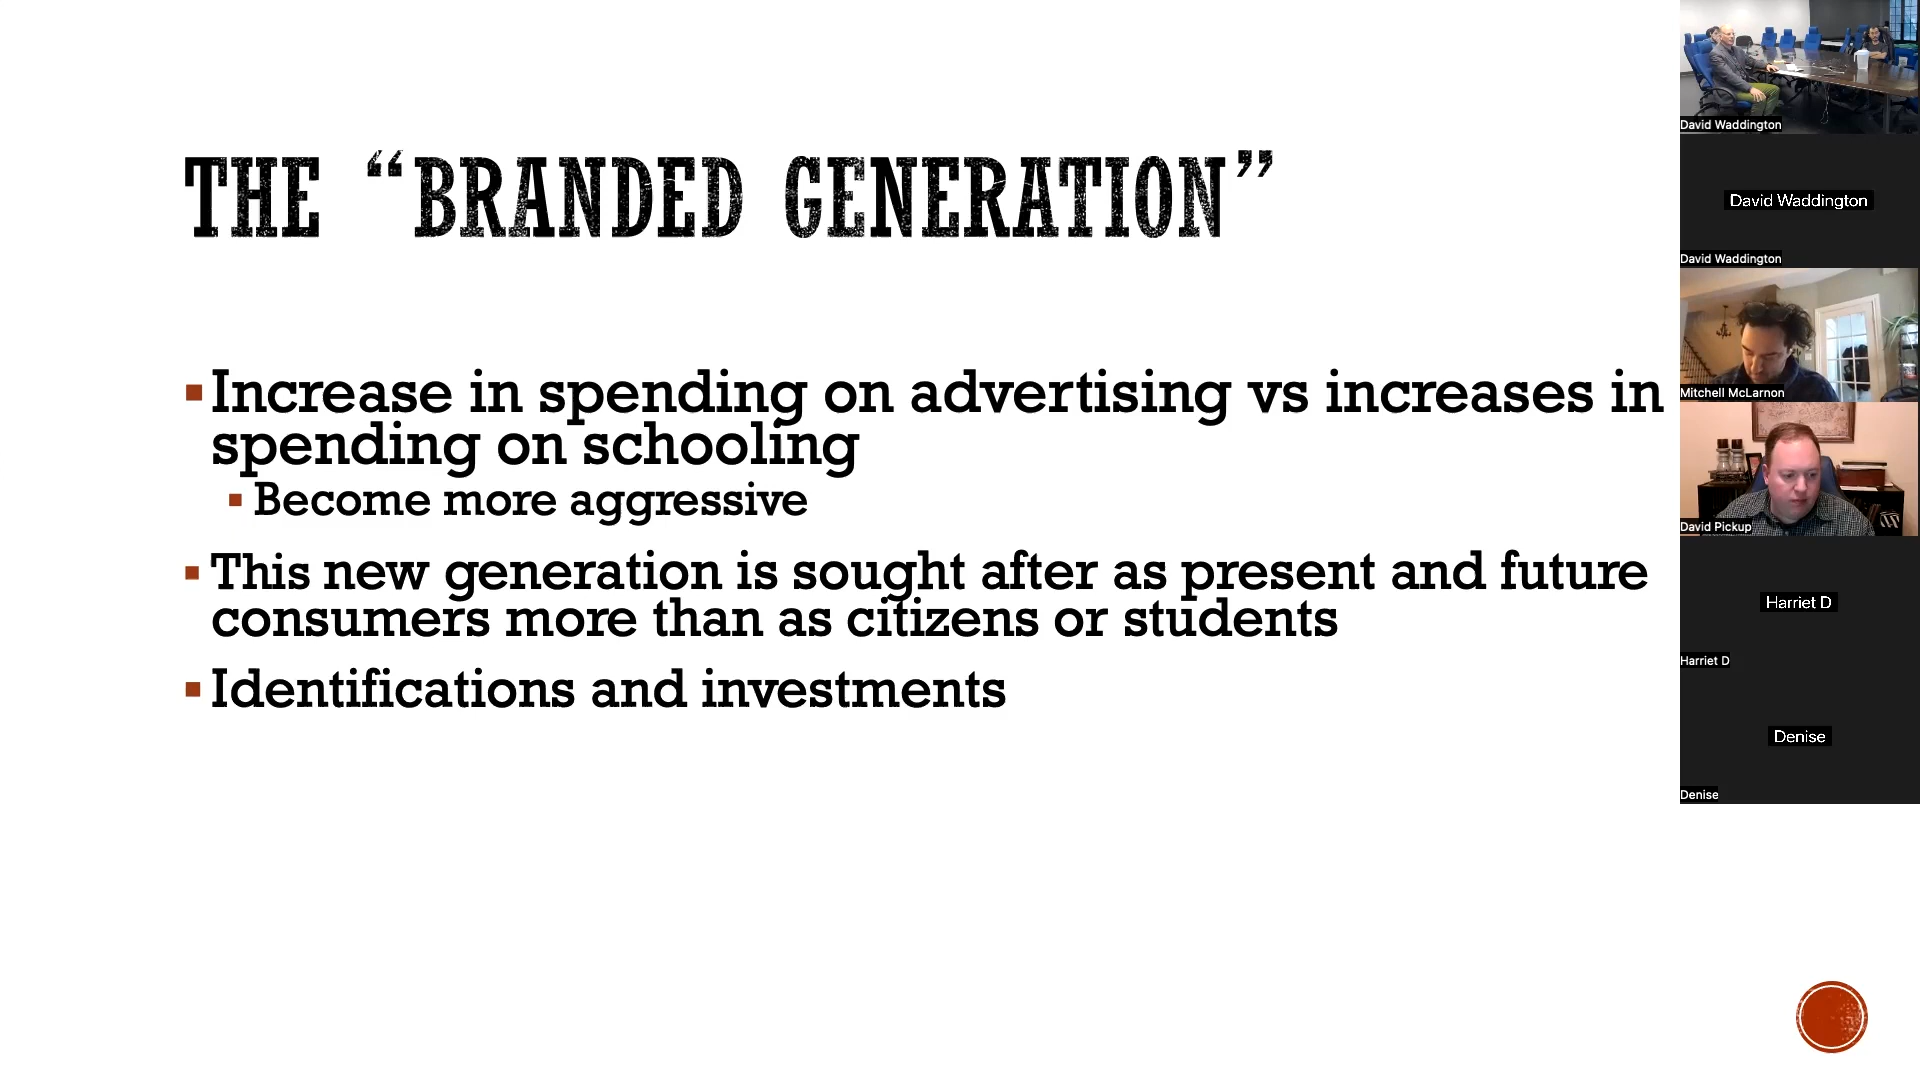 THE “BRANDED GENERATION”
Increase in spending on advertising vs increases in
spending on schooling
Become more aggressive
This new generation is sought after as present and future
consumers more than as citizens or students
Identifications and investments
David Waddington
David Waddington
David Waddington
Mitchell McLarnon
David Pickup
Harriet D
Harriet D
Denise
Denise